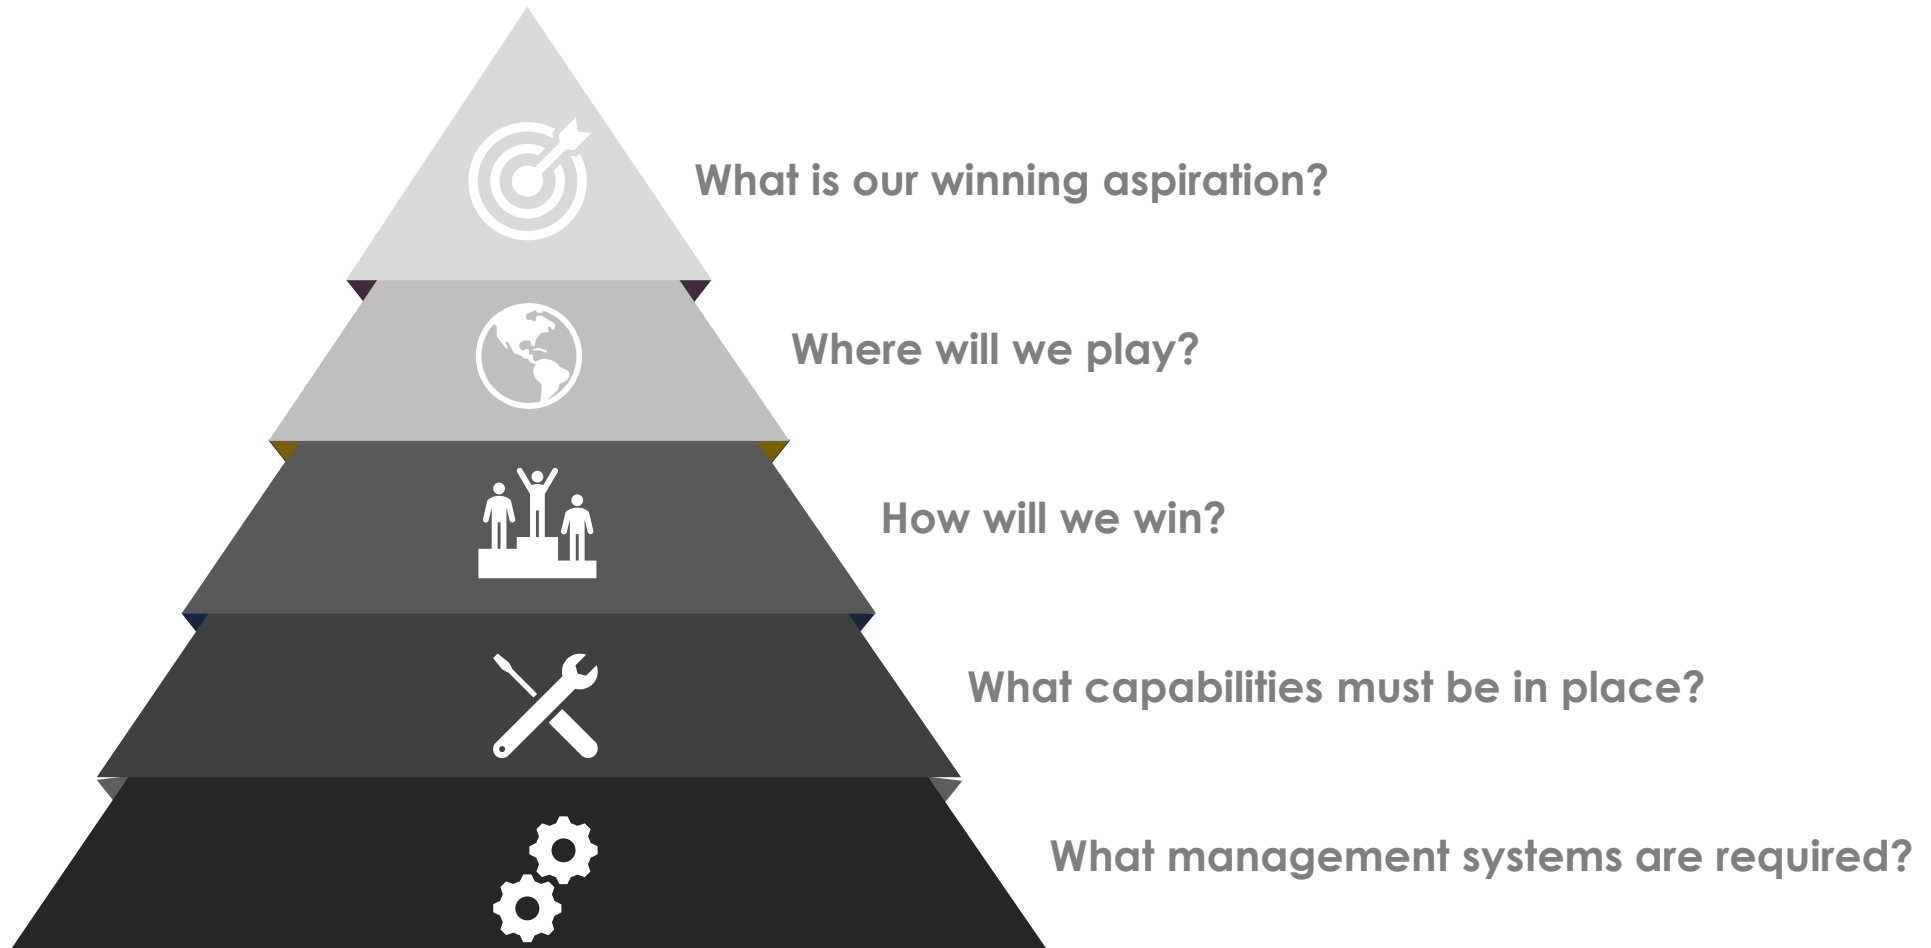 What is our winning aspiration?
Where will we play?
How will we win?
What capabilities must be in place?
What management systems are required?